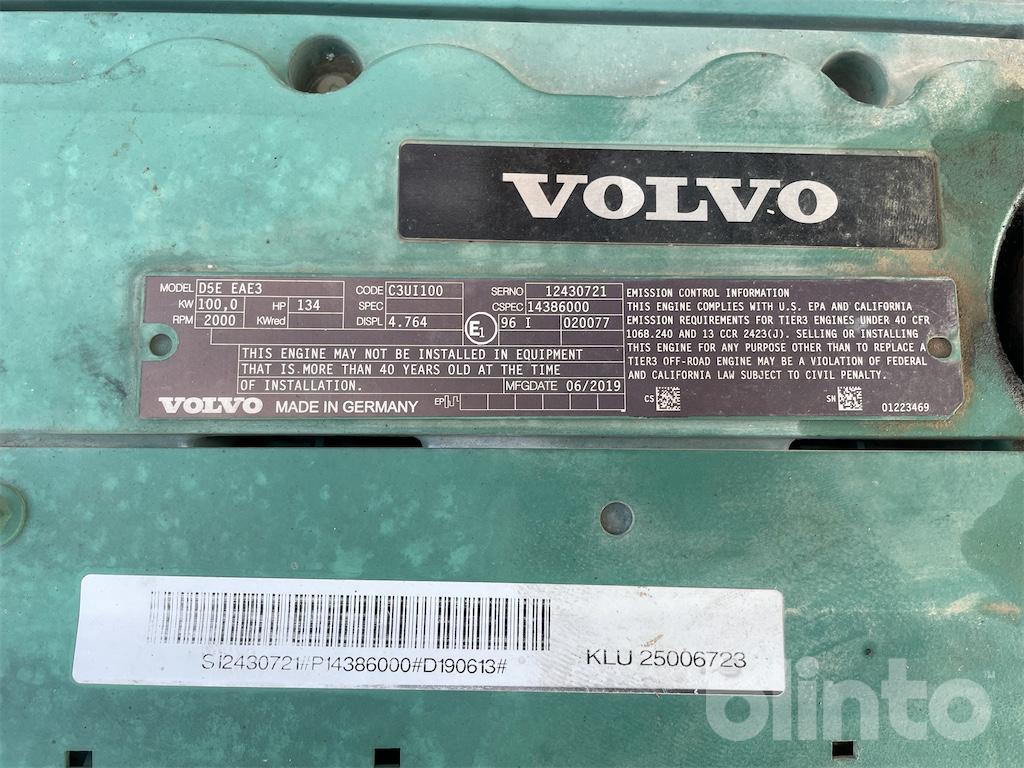 VOLVO
MODEL D5E EAE3 CODE C3UI100 SERNO 12430721
KW 100,0 HP 134 SPEC CSPEC 14386000
RPM 2000 KWred DISPL 4.764 E1 96 I 020077
THIS ENGINE MAY NOT BE INSTALLED IN EQUIPMENT
THAT IS MORE THAN 40 YEARS OLD AT THE TIME
OF INSTALLATION. MFGDATE 06/2019
VOLVO MADE IN GERMANY EP
EMISSION CONTROL INFORMATION
THIS ENGINE COMPLIES WITH U.S. EPA AND CALIFORNIA
EMISSION REQUIREMENTS FOR TIER3 ENGINES UNDER 40 CFR
1068.240 AND 13 CCR 2423(J). SELLING OR INSTALLING
THIS ENGINE FOR ANY PURPOSE OTHER THAN TO REPLACE A
TIER3 OFF-ROAD ENGINE MAY BE A VIOLATION OF FEDERAL
AND CALIFORNIA LAW SUBJECT TO CIVIL PENALTY.
CS SN 01223469
S12430721#P14386000#D190613# KLU 25006723
blinto